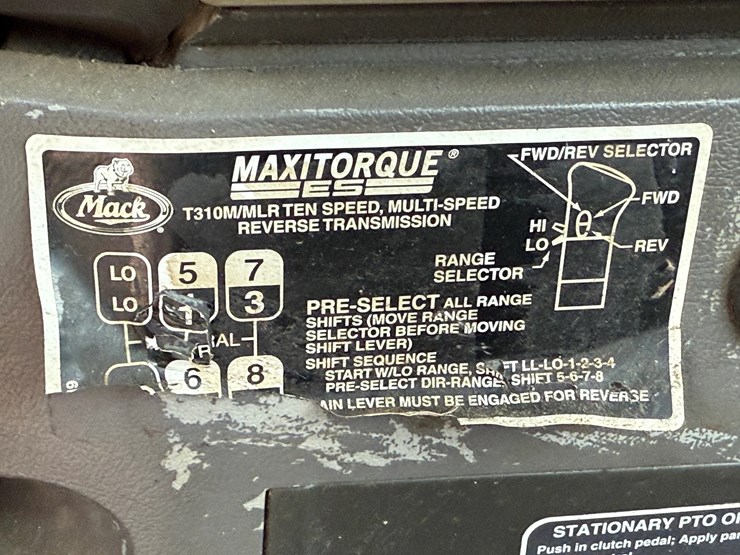 MAXITORQUE®
ES
Mack®
T310M/MLR TEN SPEED, MULTI-SPEED
REVERSE TRANSMISSION
FWD/REV SELECTOR
FWD
HI
LO
REV
RANGE
SELECTOR
LO 5 7
LO 1 3
RAL
R
6 8
PRE-SELECT ALL RANGE
SHIFTS (MOVE RANGE
SELECTOR BEFORE MOVING
SHIFT LEVER)
SHIFT SEQUENCE
START W/LO RANGE, SHIFT LL-LO-1-2-3-4
PRE-SELECT DIR-RANGE, SHIFT 5-6-7-8
AIN LEVER MUST BE ENGAGED FOR REVERSE
STATIONARY PTO
Push in clutch pedal; Apply